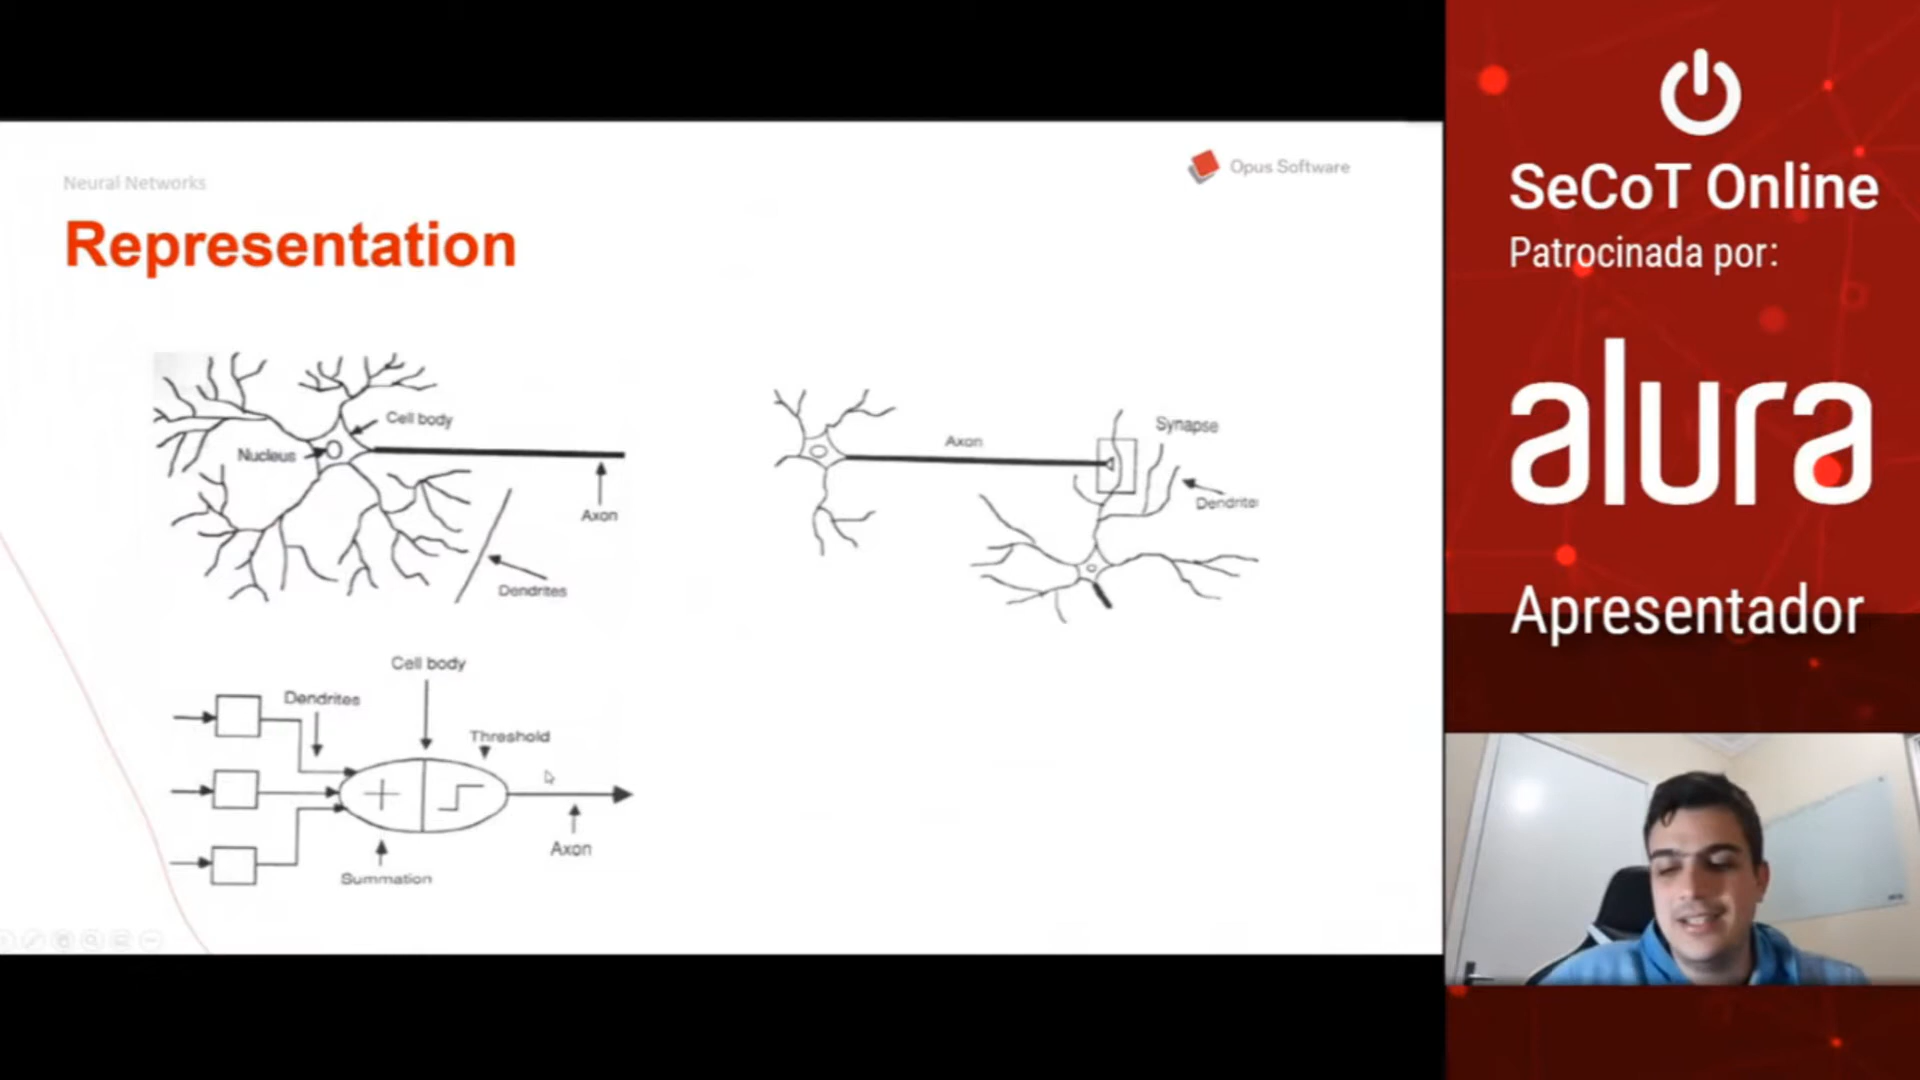 Neural Networks
Opus Software
Representation
Cell body
Nucleus
Axon
Dendrites
Axon
Synapse
Dendrites
Cell body
Dendrites
Threshold
Axon
Summation
SeCoT Online
Patrocinada por:
alura
Apresentador